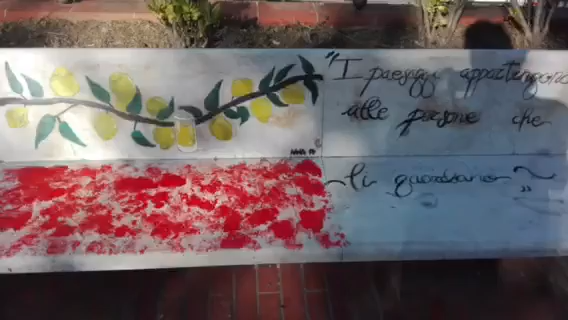 "I paesaggi appartengono
alle persone che
li guardano"